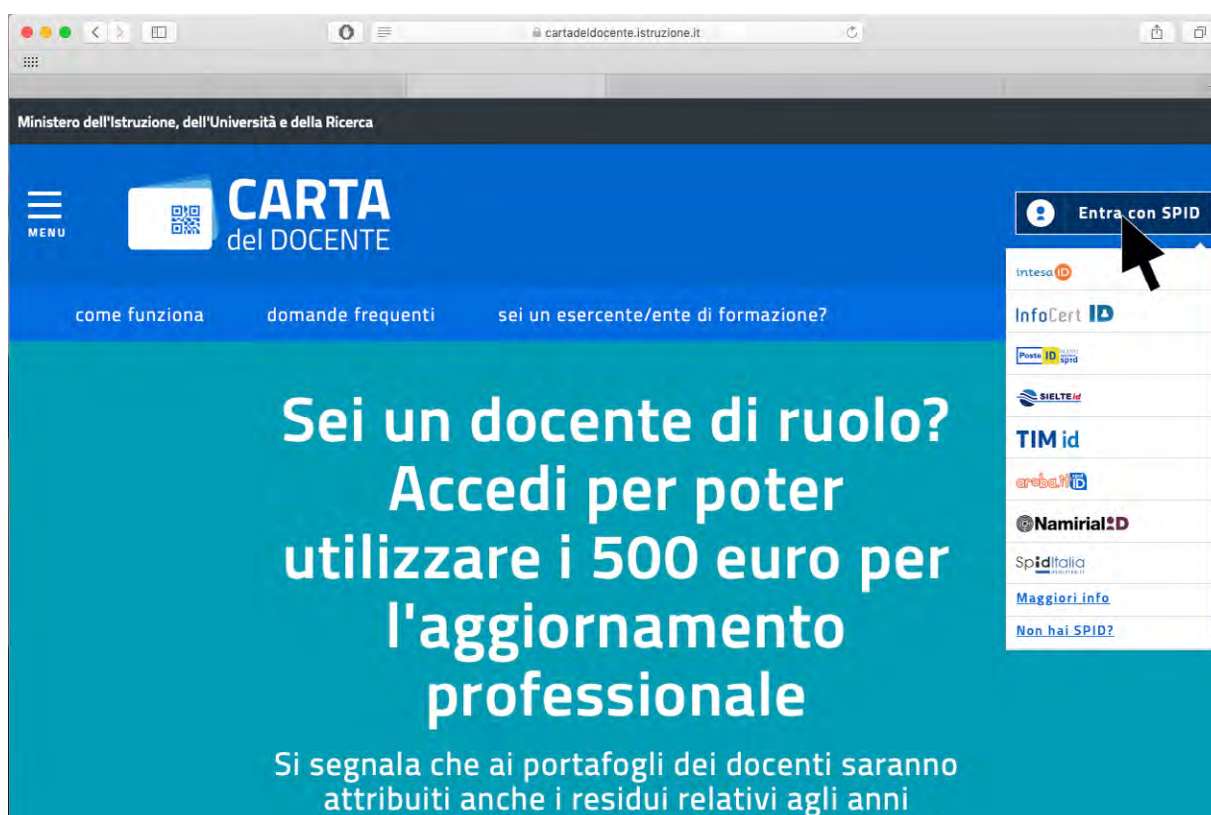 cartadeldocente.istruzione.it
Ministero dell'Istruzione, dell'Università e della Ricerca
MENU
CARTA
del DOCENTE
Entra con SPID
come funziona domande frequenti sei un esercente/ente di formazione?
intesa ID
InfoCert ID
Poste ID spid
SIELTE id
TIM id
aruba.it ID
Namirial ID
SpidItalia
Maggiori info
Non hai SPID?
Sei un docente di ruolo?
Accedi per poter
utilizzare i 500 euro per
l'aggiornamento
professionale
Si segnala che ai portafogli dei docenti saranno
attribuiti anche i residui relativi agli anni